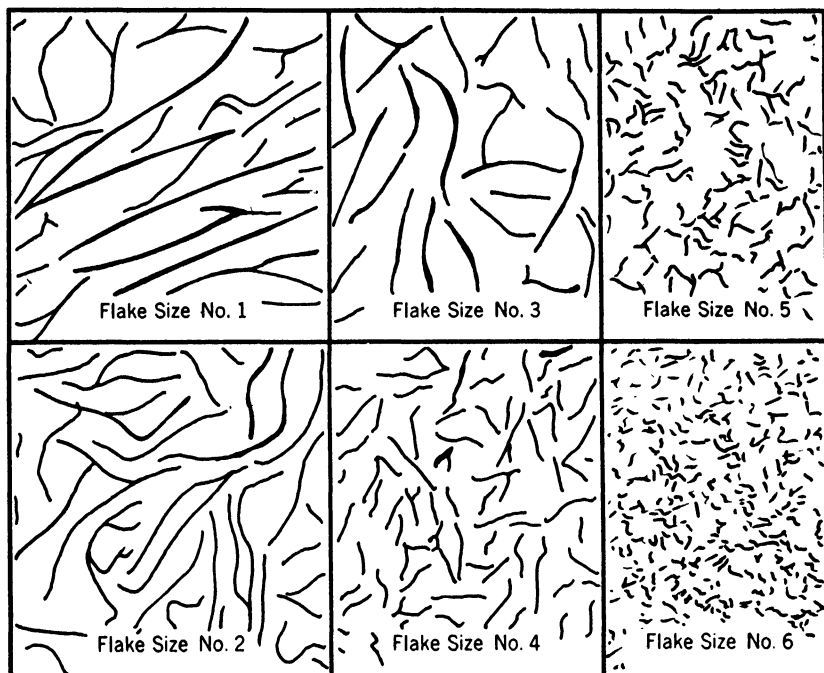 Flake Size No. 1
Flake Size No. 3
Flake Size No. 5
Flake Size No. 2
Flake Size No. 4
Flake Size No. 6